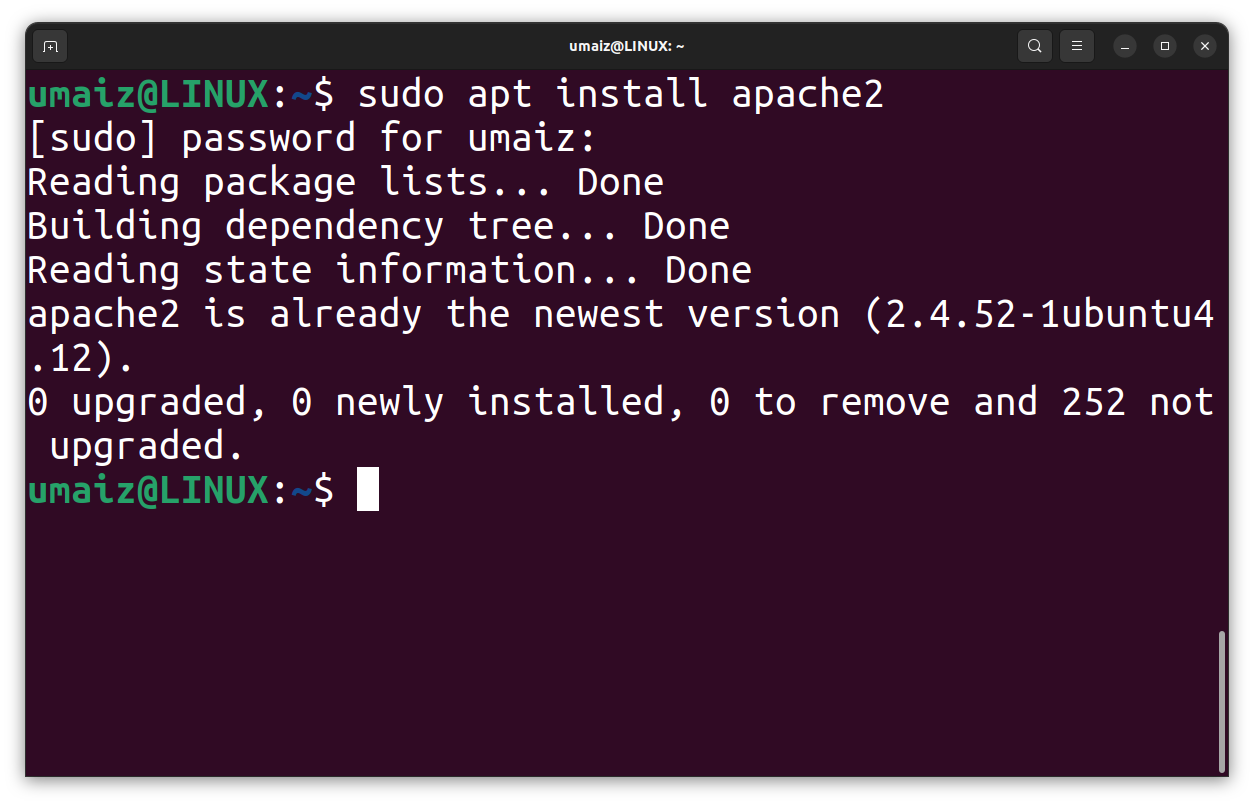 umaiz@LINUX: ~
umaiz@LINUX:~$ sudo apt install apache2
[sudo] password for umaiz:
Reading package lists... Done
Building dependency tree... Done
Reading state information... Done
apache2 is already the newest version (2.4.52-1ubuntu4
.12).
0 upgraded, 0 newly installed, 0 to remove and 252 not
 upgraded.
umaiz@LINUX:~$